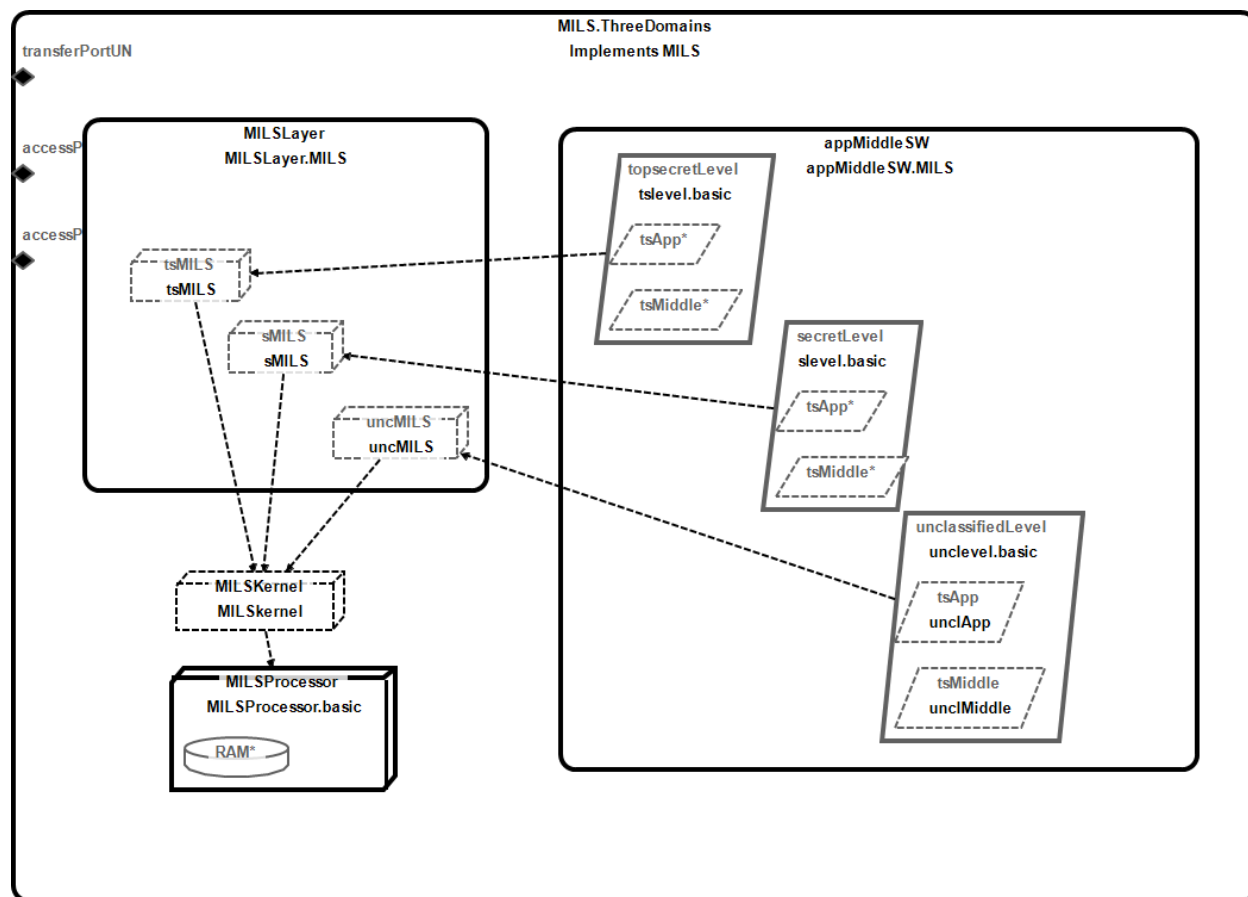 MILS.ThreeDomains
Implements MILS
transferPortUN
accessP
accessP
MILSLayer
MILSLayer.MILS
tsMILS
tsMILS
sMILS
sMILS
uncMILS
uncMILS
MILSKernel
MILSkernel
MILSProcessor
MILSProcessor.basic
RAM*
appMiddleSW
appMiddleSW.MILS
topsecretLevel
tslevel.basic
tsApp*
tsMiddle*
secretLevel
slevel.basic
tsApp*
tsMiddle*
unclassifiedLevel
unclevel.basic
tsApp
unclApp
tsMiddle
unclMiddle